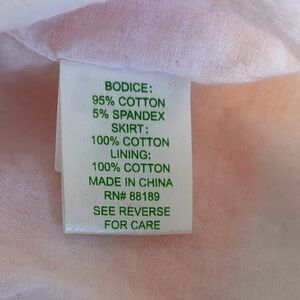 BODICE:
95% COTTON
5% SPANDEX
SKIRT:
100% COTTON
LINING:
100% COTTON
MADE IN CHINA
RN# 88189
SEE REVERSE
FOR CARE